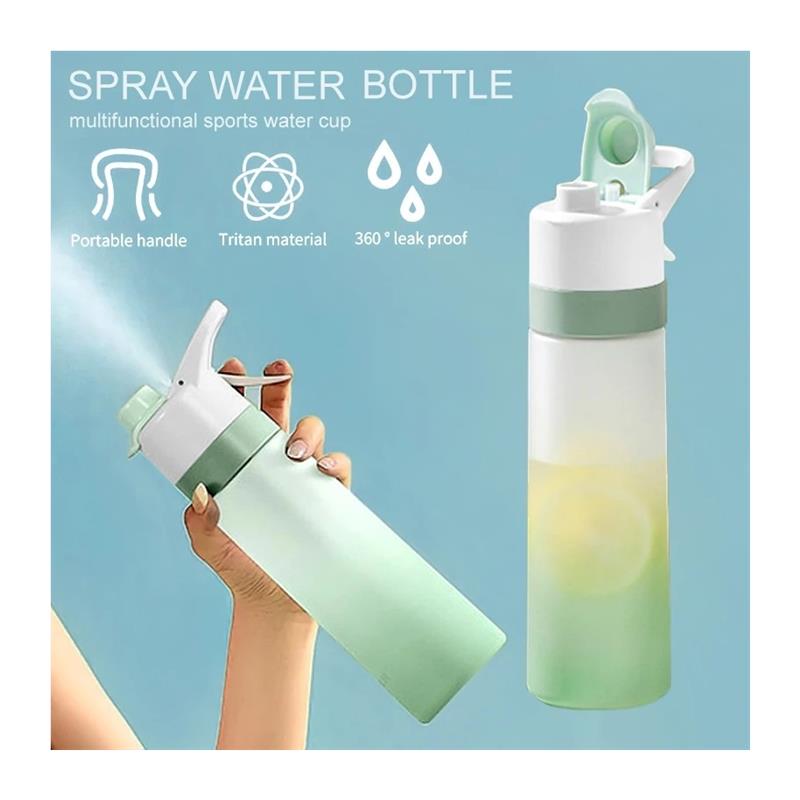 SPRAY WATER BOTTLE
multifunctional sports water cup
Portable handle
Tritan material
360° leak proof